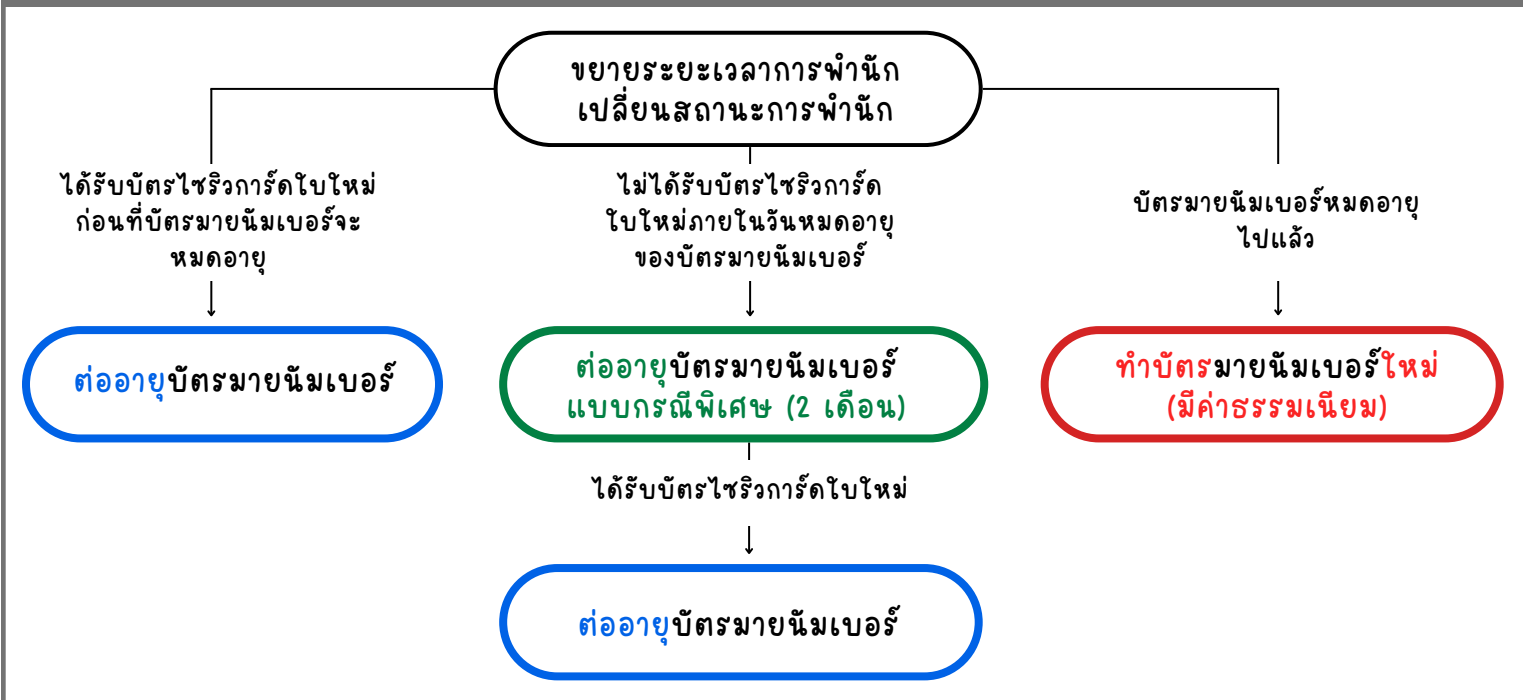 ขยายระยะเวลาการพำนัก
เปลี่ยนสถานะการพำนัก
ได้รับบัตรไซริวการ์ดใบใหม่
ก่อนที่บัตรมายนัมเบอร์จะ
หมดอายุ
ไม่ได้รับบัตรไซริวการ์ด
ใบใหม่ภายในวันหมดอายุ
ของบัตรมายนัมเบอร์
บัตรมายนัมเบอร์หมดอายุ
ไปแล้ว
ต่ออายุบัตรมายนัมเบอร์
ต่ออายุบัตรมายนัมเบอร์
แบบกรณีพิเศษ (2 เดือน)
ทำบัตรมายนัมเบอร์ใหม่
(มีค่าธรรมเนียม)
ได้รับบัตรไซริวการ์ดใบใหม่
ต่ออายุบัตรมายนัมเบอร์